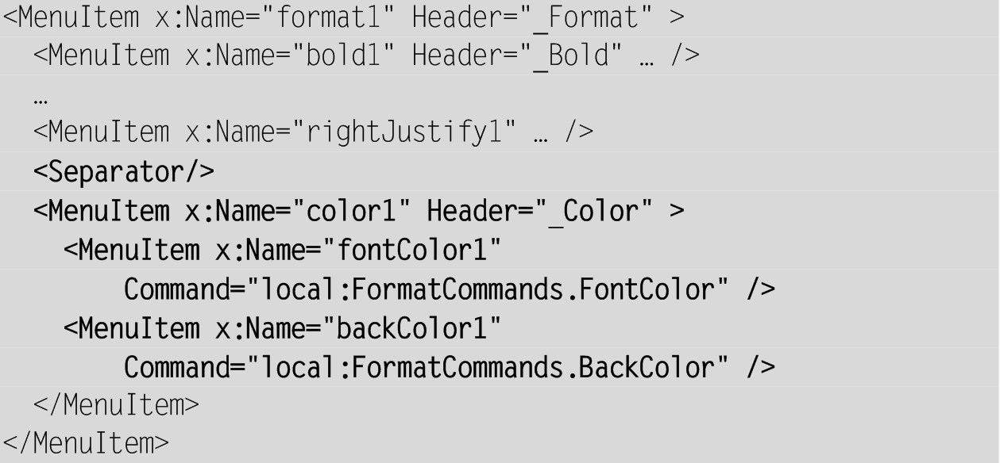 <MenuItem x:Name="format1" Header="_Format" >
  <MenuItem x:Name="bold1" Header="_Bold" … />
  …
  <MenuItem x:Name="rightJustify1" … />
  <Separator/>
  <MenuItem x:Name="color1" Header="_Color" >
    <MenuItem x:Name="fontColor1"
        Command="local:FormatCommands.FontColor" />
    <MenuItem x:Name="backColor1"
        Command="local:FormatCommands.BackColor" />
  </MenuItem>
</MenuItem>